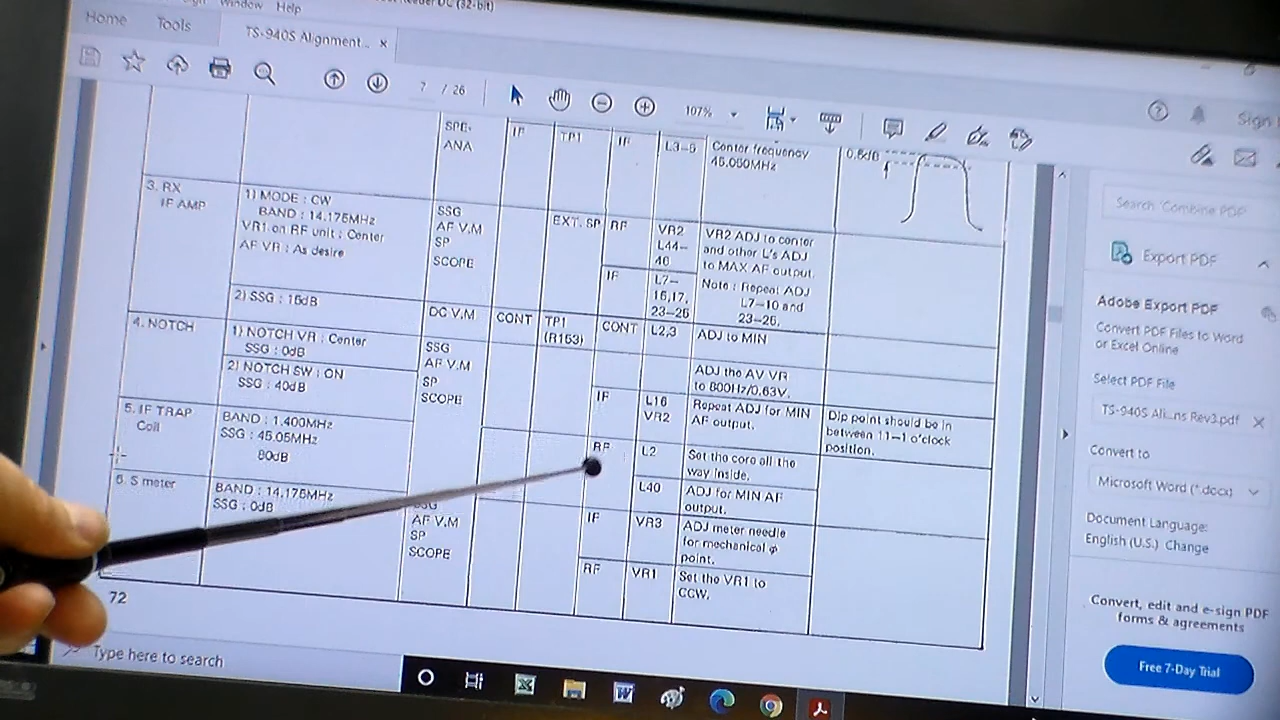 Window Help
(32-bit)
Home
Tools
TS-940S Alignment... ×
7 / 26
107%
Sign
SPE.
ANA
IF
TP1
IF
L3-5
Center frequency
45.050MHz
0.5dB
3. RX
IF AMP
1) MODE : CW
BAND : 14.175MHz
VR1 on RF unit : Center
AF VR : As desire
2) SSG : 15dB
SSG
AF V.M
SP
SCOPE
DC V.M
EXT. SP
RF
VR2
L44-
46
IF
L7-
15,17,
23-26
VR2 ADJ to center
and other L's ADJ
to MAX AF output.
Note : Repeat ADJ
L7-10 and
23-26.
4. NOTCH
1) NOTCH VR : Center
SSG : 0dB
2) NOTCH SW : ON
SSG : 40dB
SSG
AF V.M
SP
SCOPE
CONT
TP1
(R153)
CONT
L2,3
ADJ to MIN
ADJ the AV VR
to 800Hz/0.63V.
IF
L16
VR2
Repeat ADJ for MIN
AF output.
Dip point should be in
between 11-1 o'clock
position.
5. IF TRAP
Coil
BAND : 1.400MHz
SSG : 45.05MHz
80dB
RF
L2
Set the core all the
way inside.
L40
ADJ for MIN AF
output.
6. S meter
BAND : 14.175MHz
SSG : 0dB
SSG
AF V.M
SP
SCOPE
IF
VR3
ADJ meter needle
for mechanical φ
point.
RF
VR1
Set the VR1 to
CCW.
72
Search 'Combine PDF'
Export PDF
Adobe Export PDF
Convert PDF Files to Word
or Excel Online
Select PDF File
TS-940S Ali...ns Rev3.pdf ×
Convert to
Microsoft Word (*.docx)
Document Language:
English (U.S.) Change
Convert, edit and e-sign PDF
forms & agreements
Free 7-Day Trial
Type here to search